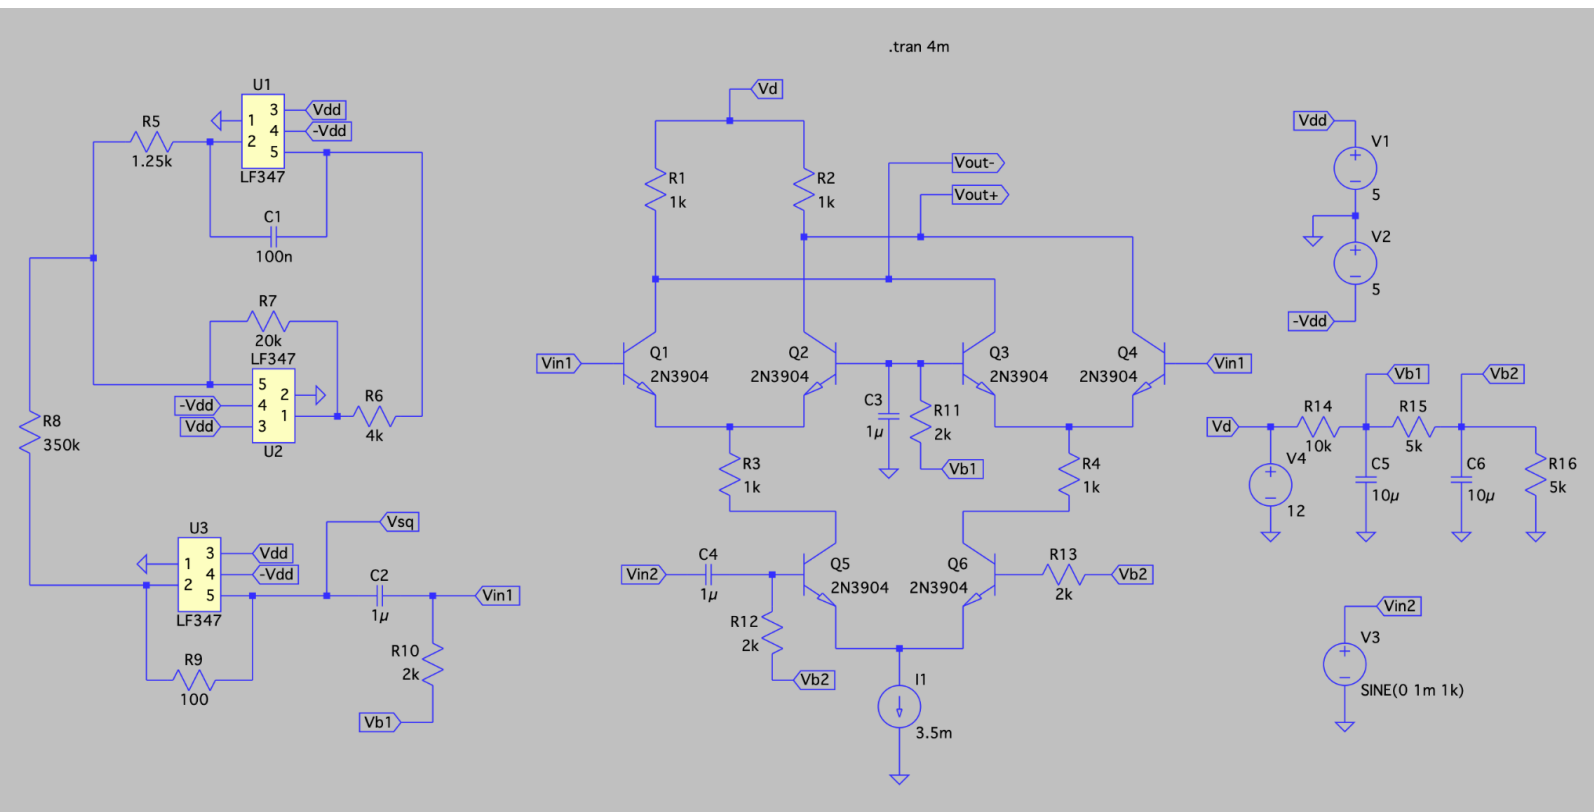 .tran 4m
U1
R5
1.25k
1
2
3
4
5
Vdd
-Vdd
LF347
C1
100n
R7
20k
LF347
5
4
3
2
1
-Vdd
Vdd
U2
R6
4k
R8
350k
U3
1
2
3
4
5
Vdd
-Vdd
LF347
R9
100
Vsq
C2
1µ
Vin1
R10
2k
Vb1
Vd
R1
1k
R2
1k
Vout-
Vout+
Vin1
Q1
2N3904
Q2
2N3904
Q3
2N3904
Q4
2N3904
Vin1
C3
1µ
R11
2k
Vb1
R3
1k
R4
1k
Vin2
C4
1µ
Q5
2N3904
Q6
2N3904
R13
2k
Vb2
R12
2k
Vb2
I1
3.5m
Vdd
V1
5
V2
5
-Vdd
Vb1
Vb2
Vd
R14
10k
R15
5k
V4
12
C5
10µ
C6
10µ
R16
5k
Vin2
V3
SINE(0 1m 1k)